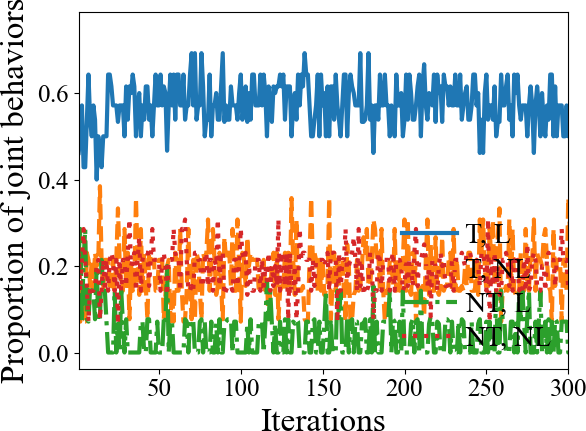 Proportion of joint behaviors
0.6
0.4
0.2
0.0
T, L
T, NL
NT, L
NT, NL
50
100
150
200
250
300
Iterations